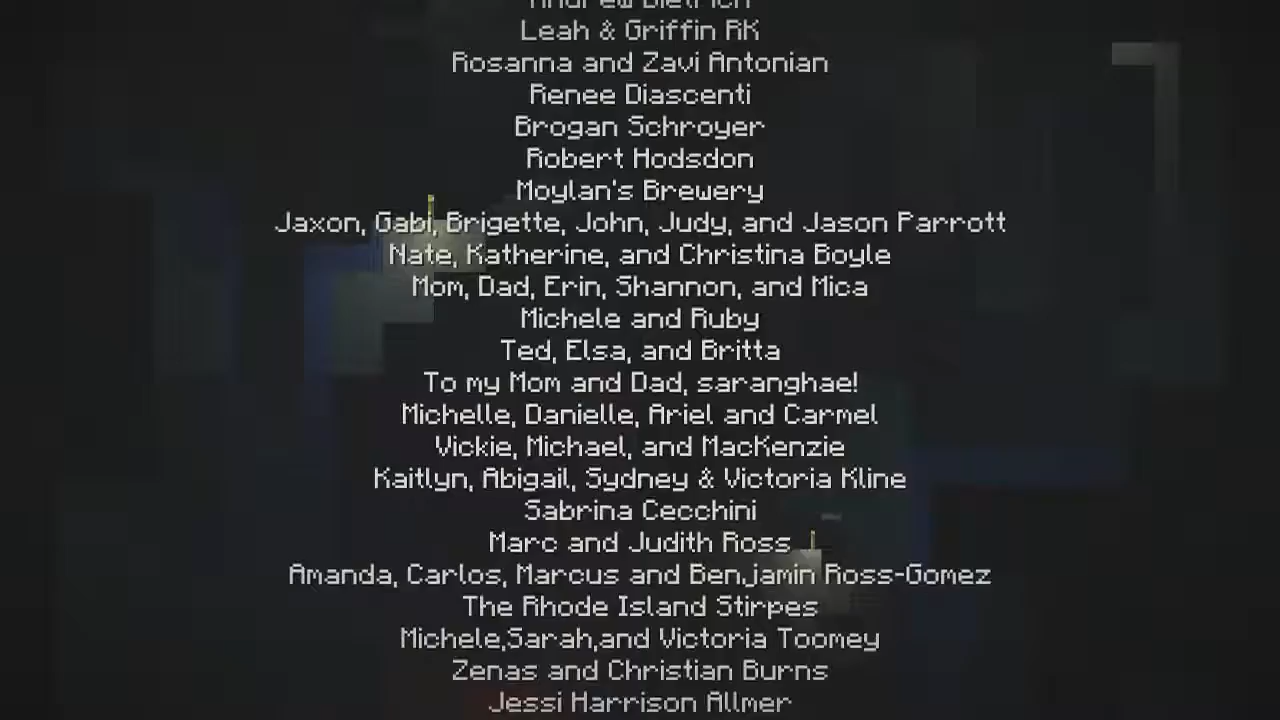 Andrew Dietrich
Leah & Griffin RK
Rosanna and Zavi Antonian
Renee Diascenti
Brogan Schroyer
Robert Hodsdon
Moylan's Brewery
Jaxon, Gabi, Brigette, John, Judy, and Jason Parrott
Nate, Katherine, and Christina Boyle
Mom, Dad, Erin, Shannon, and Mica
Michele and Ruby
Ted, Elsa, and Britta
To my Mom and Dad, saranghae!
Michelle, Danielle, Ariel and Carmel
Vickie, Michael, and MacKenzie
Kaitlyn, Abigail, Sydney & Victoria Kline
Sabrina Cecchini
Marc and Judith Ross
Amanda, Carlos, Marcus and Benjamin Ross-Gomez
The Rhode Island Stirpes
Michele,Sarah,and Victoria Toomey
Zenas and Christian Burns
Jessi Harrison Allmer